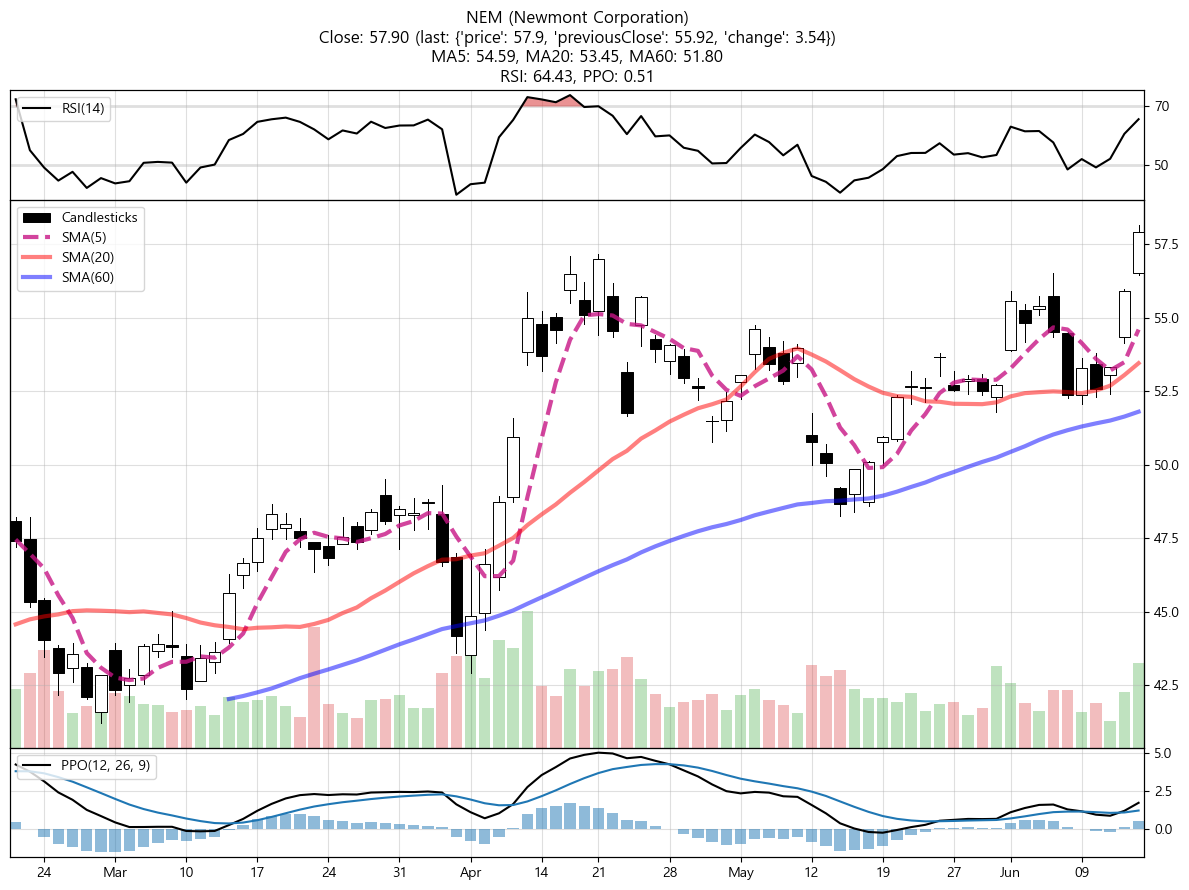 NEM (Newmont Corporation)
Close: 57.90 (last: {'price': 57.9, 'previousClose': 55.92, 'change': 3.54})
MA5: 54.59, MA20: 53.45, MA60: 51.80
RSI: 64.43, PPO: 0.51
RSI(14)
70
50
Candlesticks
SMA(5)
SMA(20)
SMA(60)
57.5
55.0
52.5
50.0
47.5
45.0
42.5
PPO(12, 26, 9)
5.0
2.5
0.0
24 Mar 10 17 24 31 Apr 14 21 28 May 12 19 27 Jun 09